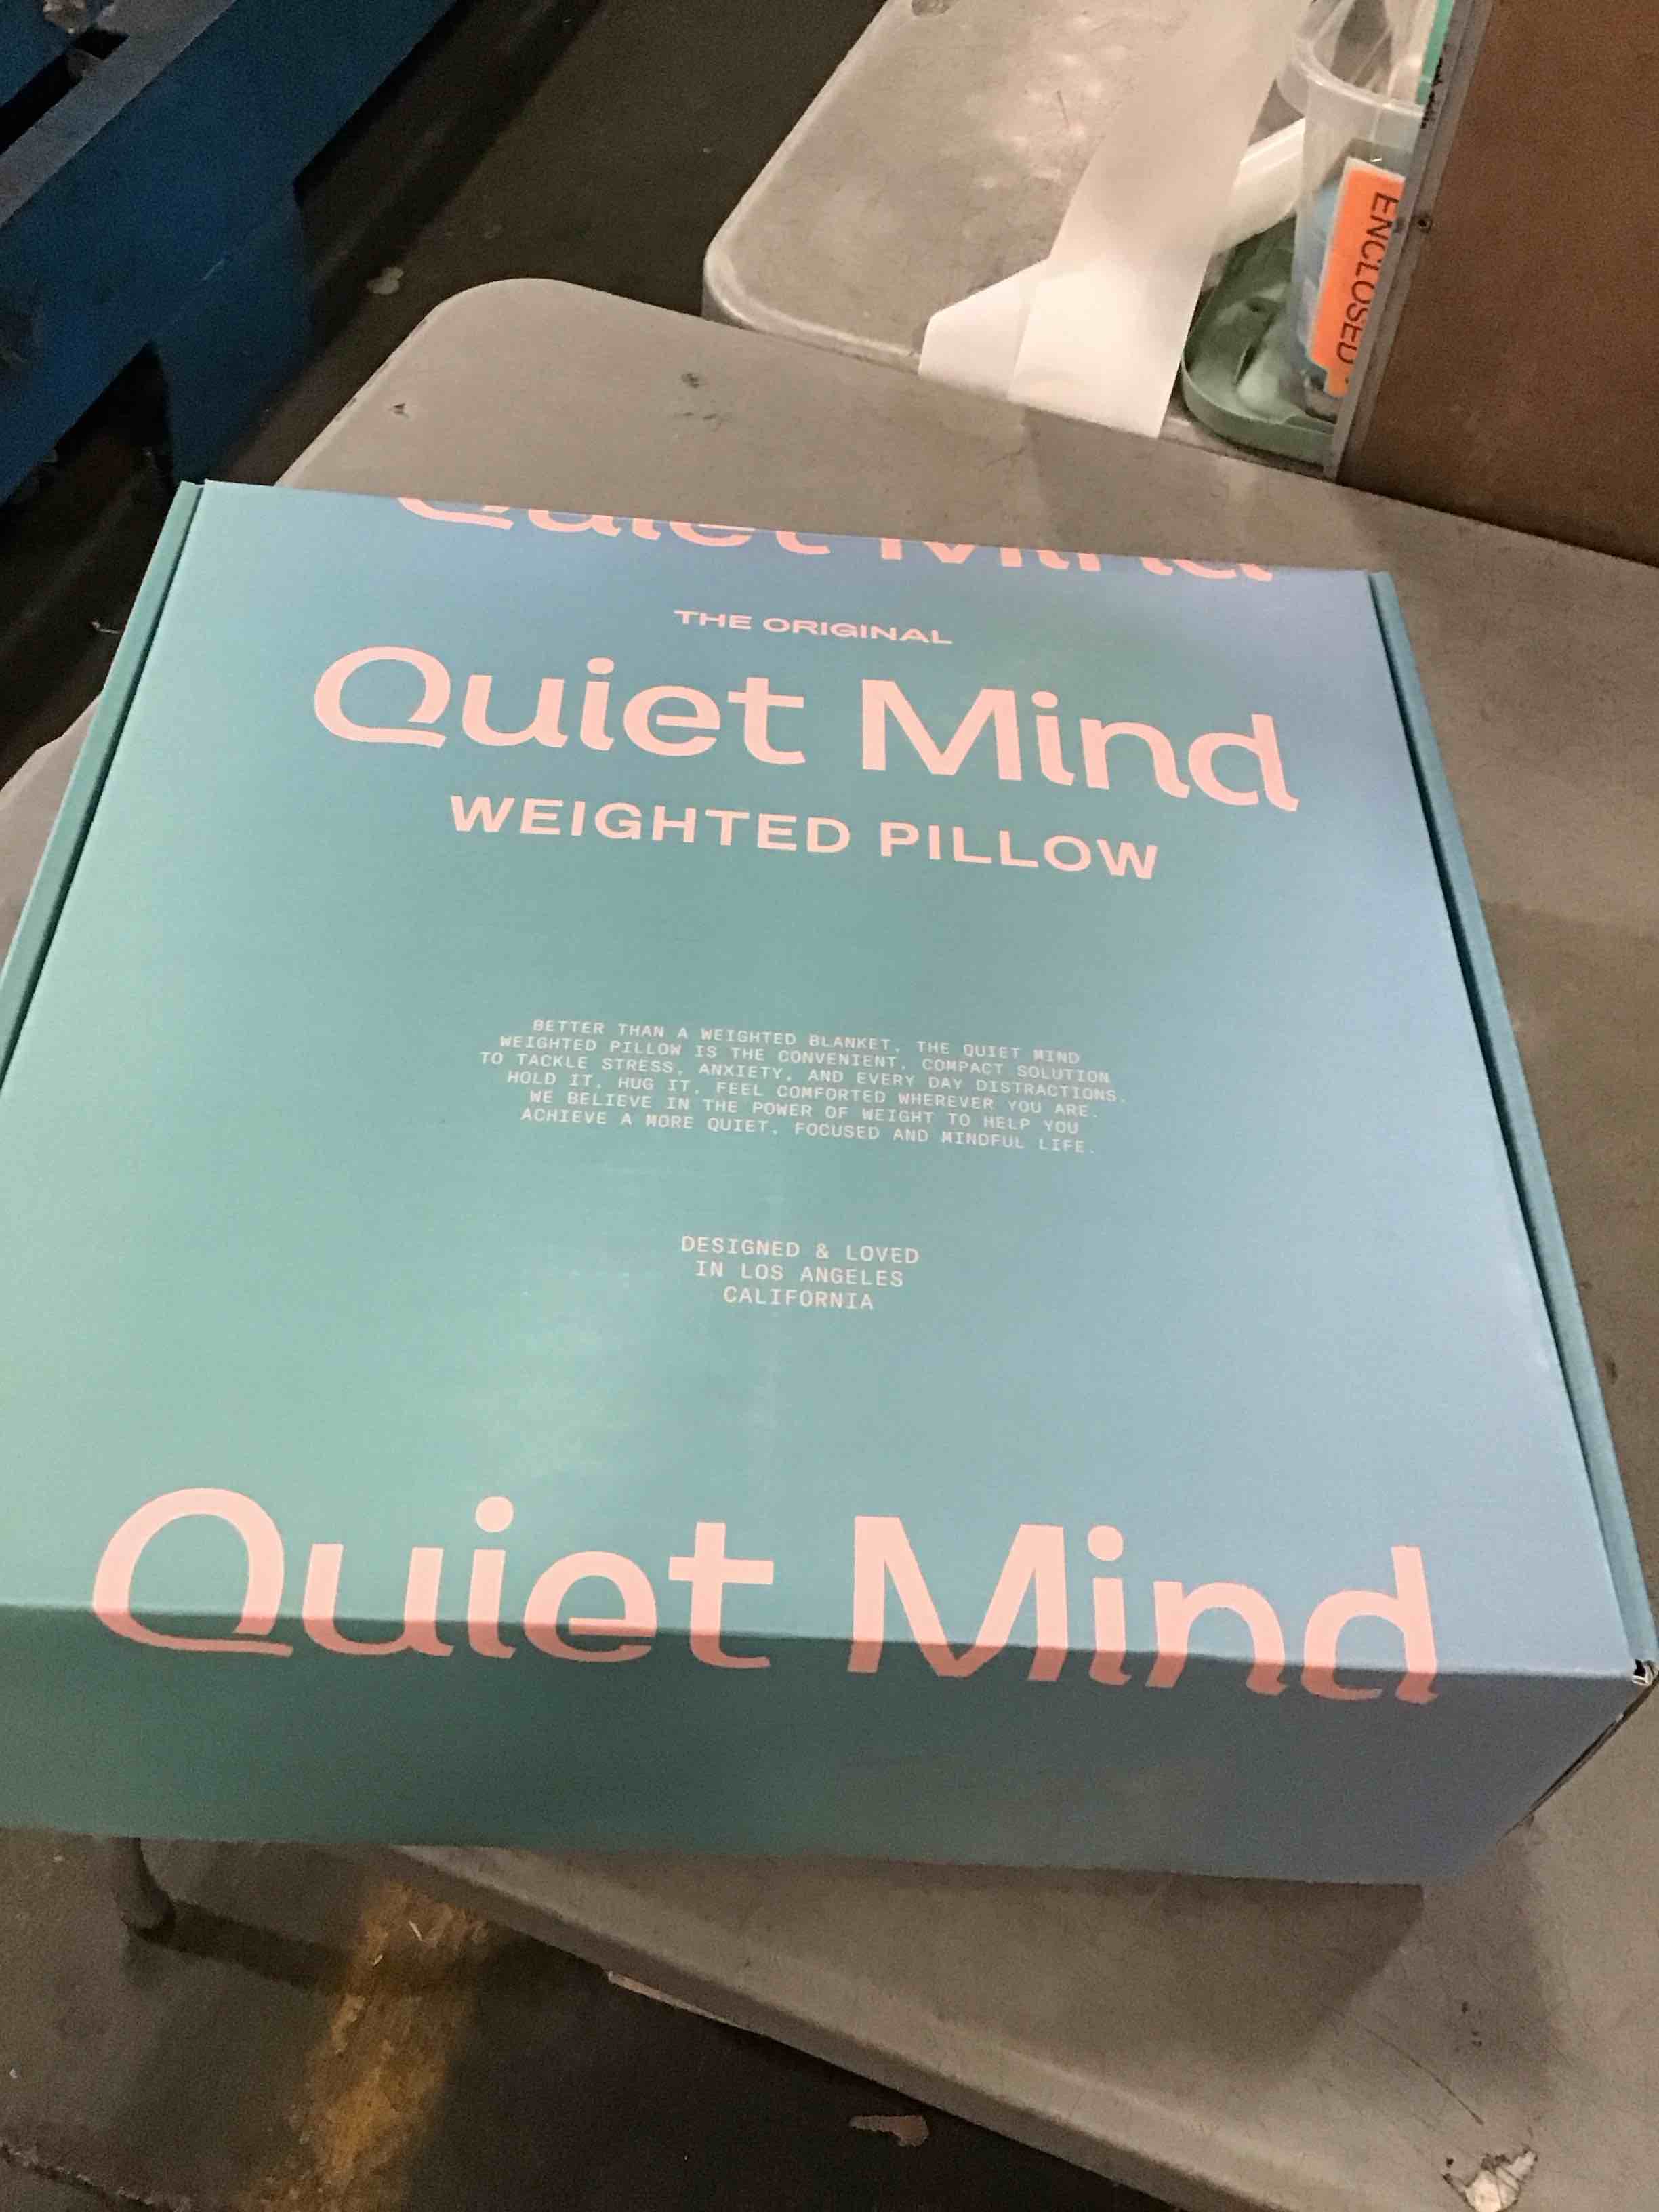 ENCLOSED
Quiet Mind
THE ORIGINAL
Quiet Mind
WEIGHTED PILLOW
BETTER THAN A WEIGHTED BLANKET, THE QUIET MIND
WEIGHTED PILLOW IS THE CONVENIENT, COMPACT SOLUTION
TO TACKLE STRESS, ANXIETY, AND EVERY DAY DISTRACTIONS.
HOLD IT, HUG IT, FEEL COMFORTED WHEREVER YOU ARE.
WE BELIEVE IN THE POWER OF WEIGHT TO HELP YOU
ACHIEVE A MORE QUIET, FOCUSED AND MINDFUL LIFE.
DESIGNED & LOVED
IN LOS ANGELES
CALIFORNIA
Quiet Mind